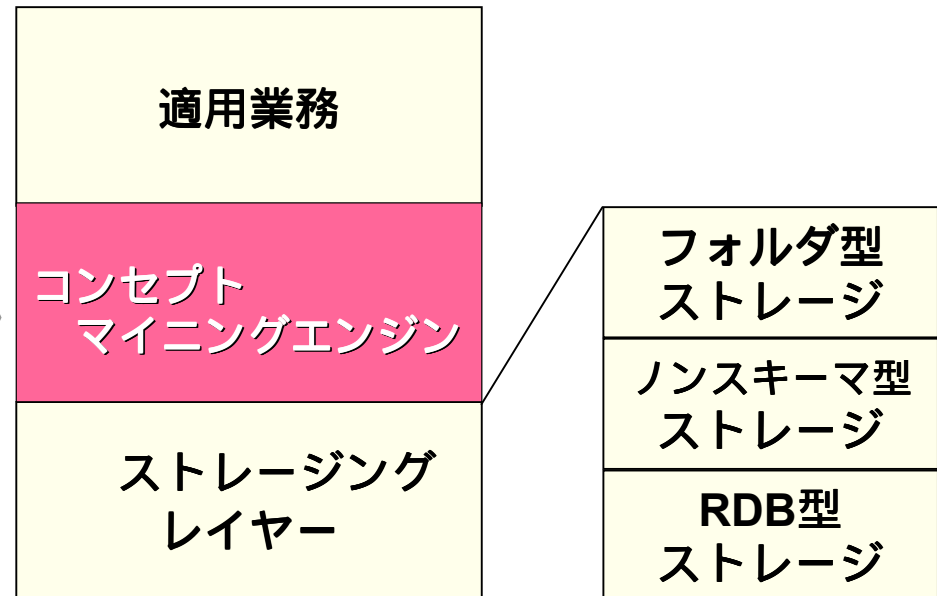 適用業務
コンセプト
マイニングエンジン
ストレージング
レイヤー
フォルダ型
ストレージ
ノンスキーマ型
ストレージ
RDB型
ストレージ